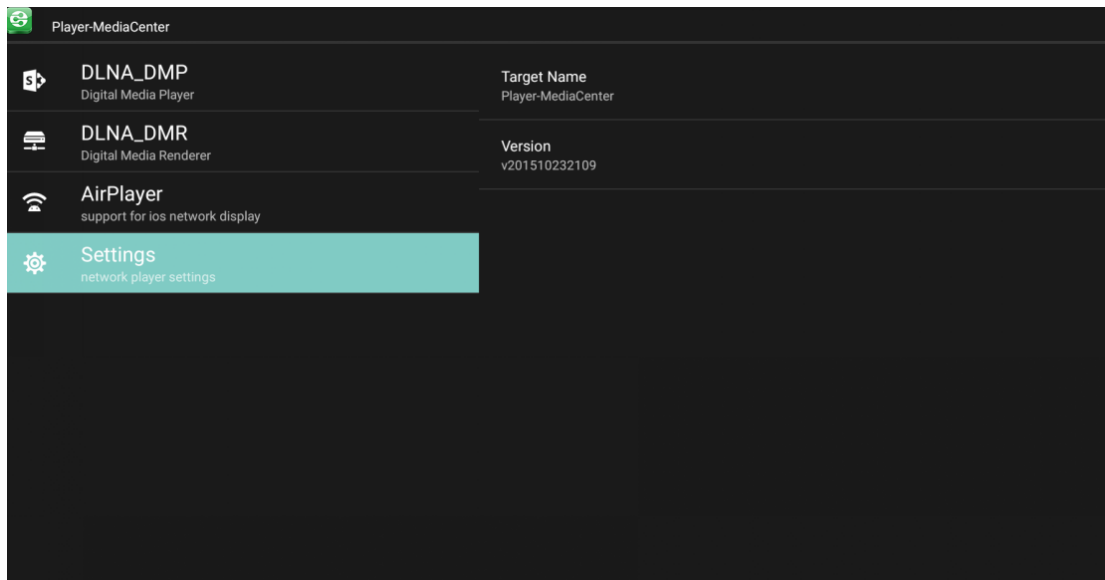 Player-MediaCenter
DLNA_DMP
Digital Media Player
DLNA_DMR
Digital Media Renderer
AirPlayer
support for ios network display
Settings
network player settings
Target Name
Player-MediaCenter
Version
v201510232109